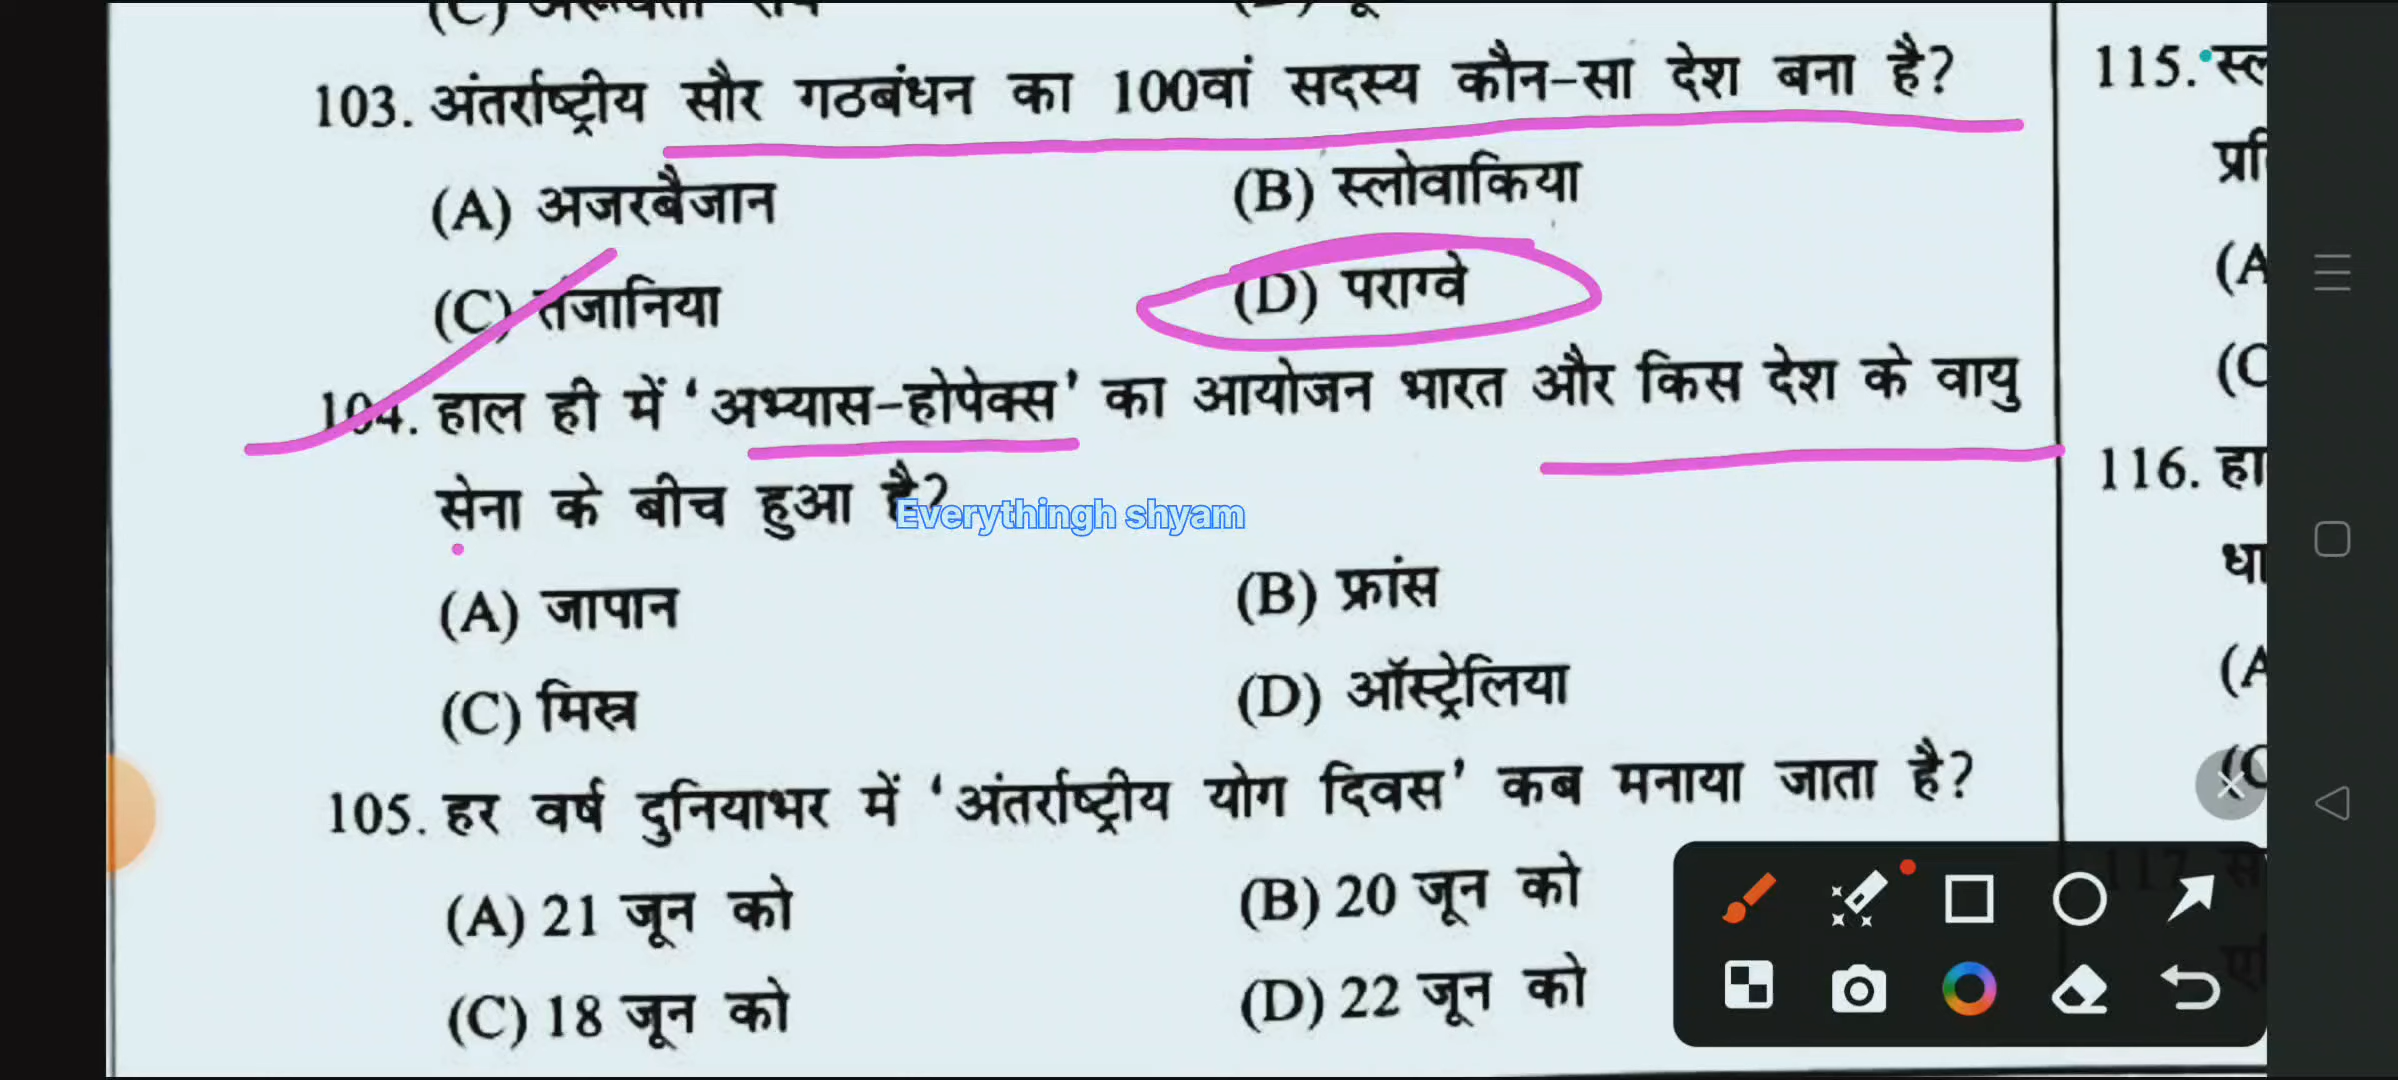 103. अंतर्राष्ट्रीय सौर गठबंधन का 100वां सदस्य कौन-सा देश बना है?
(A) अजरबैजान (B) स्लोवाकिया
(C) तंजानिया (D) पराग्वे
104. हाल ही में ‘अभ्यास-होपेक्स’ का आयोजन भारत और किस देश के वायु
सेना के बीच हुआ है?
Everythingh shyam
(A) जापान (B) फ्रांस
(C) मिस्र (D) ऑस्ट्रेलिया
105. हर वर्ष दुनियाभर में ‘अंतर्राष्ट्रीय योग दिवस’ कब मनाया जाता है?
(A) 21 जून को (B) 20 जून को
(C) 18 जून को (D) 22 जून को
115.
(A
(C
116. हा
धा
(A
(C
117.